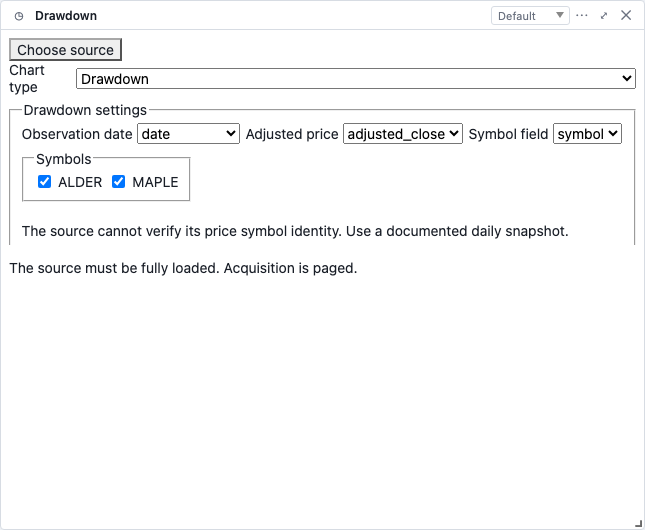 Drawdown
Default
Choose source
Chart type
Drawdown
Drawdown settings
Observation date date Adjusted price adjusted_close Symbol field symbol
Symbols
ALDER MAPLE
The source cannot verify its price symbol identity. Use a documented daily snapshot.
The source must be fully loaded. Acquisition is paged.